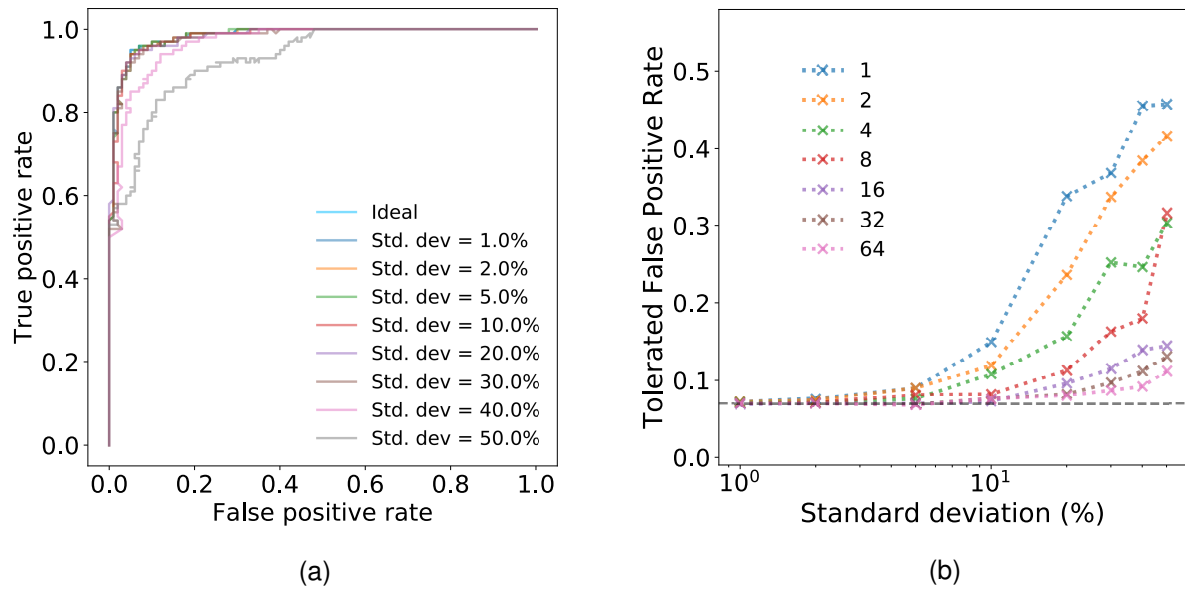 1.0
0.8
0.6
0.4
0.2
0.0
True positive rate
Ideal
Std. dev = 1.0%
Std. dev = 2.0%
Std. dev = 5.0%
Std. dev = 10.0%
Std. dev = 20.0%
Std. dev = 30.0%
Std. dev = 40.0%
Std. dev = 50.0%
0.0 0.2 0.4 0.6 0.8 1.0
False positive rate
(a)
0.5
0.4
0.3
0.2
0.1
0.0
Tolerated False Positive Rate
1
2
4
8
16
32
64
10⁰ 10¹
Standard deviation (%)
(b)